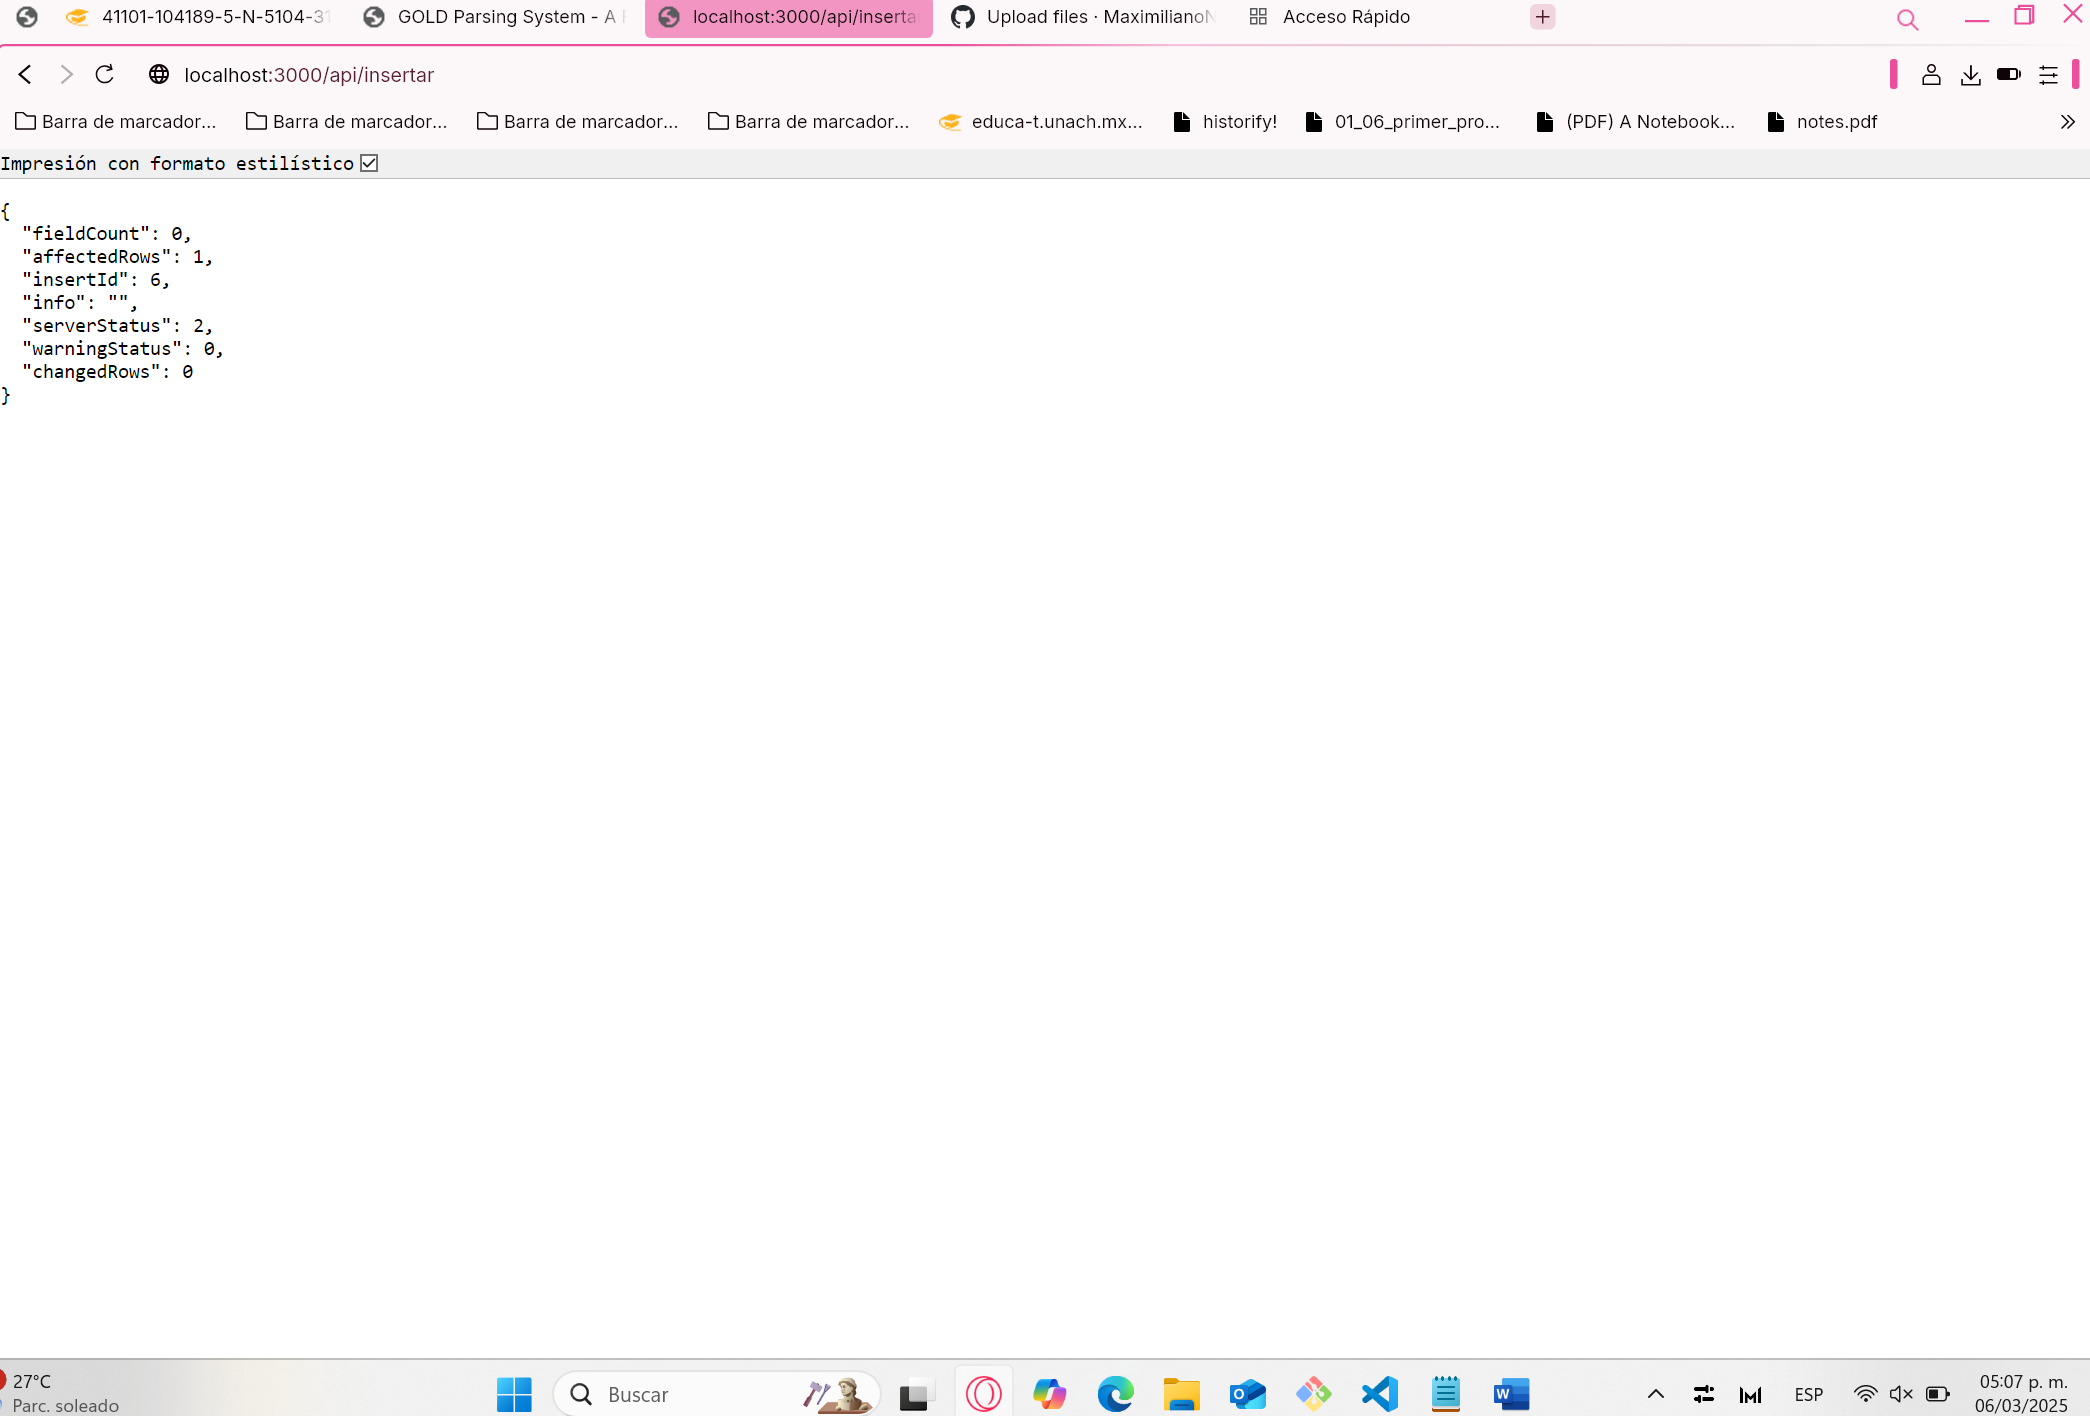 41101-104189-5-N-5104-31
GOLD Parsing System - A
localhost:3000/api/inserta
Upload files · MaximilianoN
Acceso Rápido
localhost:3000/api/insertar
Barra de marcador...
Barra de marcador...
Barra de marcador...
Barra de marcador...
educa-t.unach.mx...
historify!
01_06_primer_pro...
(PDF) A Notebook...
notes.pdf
Impresión con formato estilístico
{
"fieldCount": 0,
"affectedRows": 1,
"insertId": 6,
"info": "",
"serverStatus": 2,
"warningStatus": 0,
"changedRows": 0
}
27°C
Parc. soleado
Buscar
ESP
05:07 p. m.
06/03/2025